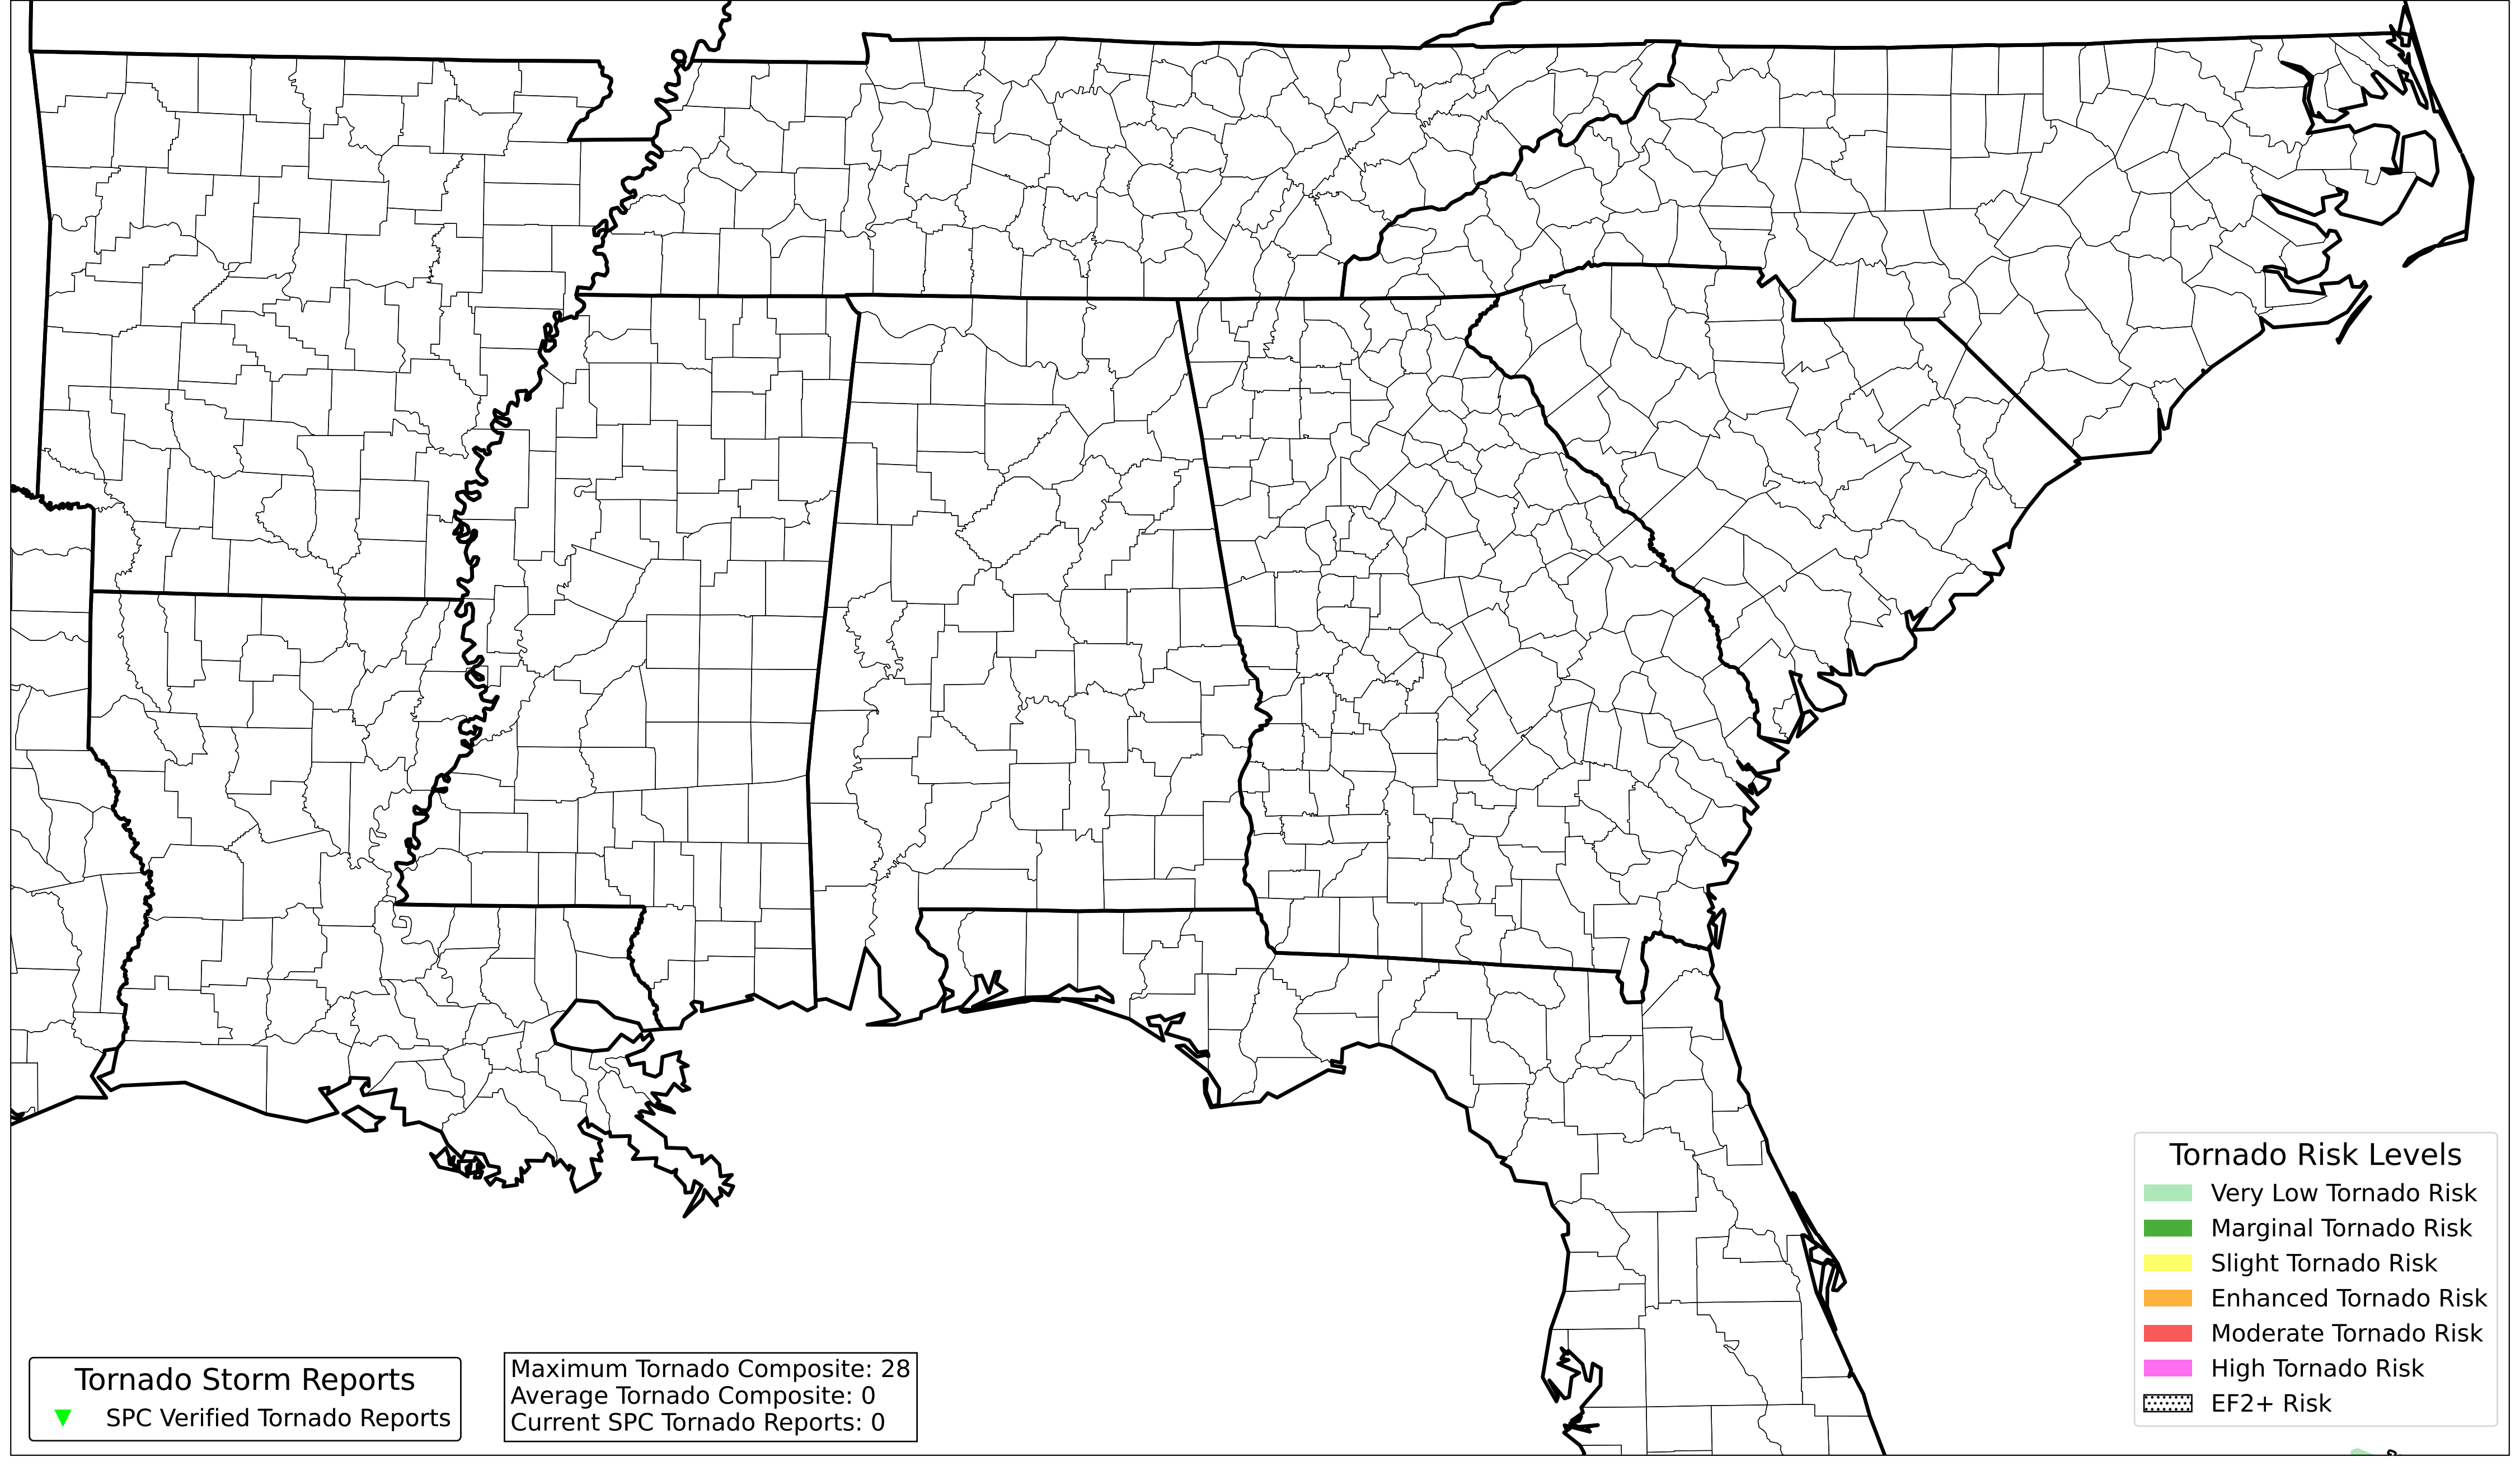 Tornado Risk Levels
Very Low Tornado Risk
Marginal Tornado Risk
Slight Tornado Risk
Enhanced Tornado Risk
Moderate Tornado Risk
High Tornado Risk
EF2+ Risk
Tornado Storm Reports
SPC Verified Tornado Reports
Maximum Tornado Composite: 28
Average Tornado Composite: 0
Current SPC Tornado Reports: 0